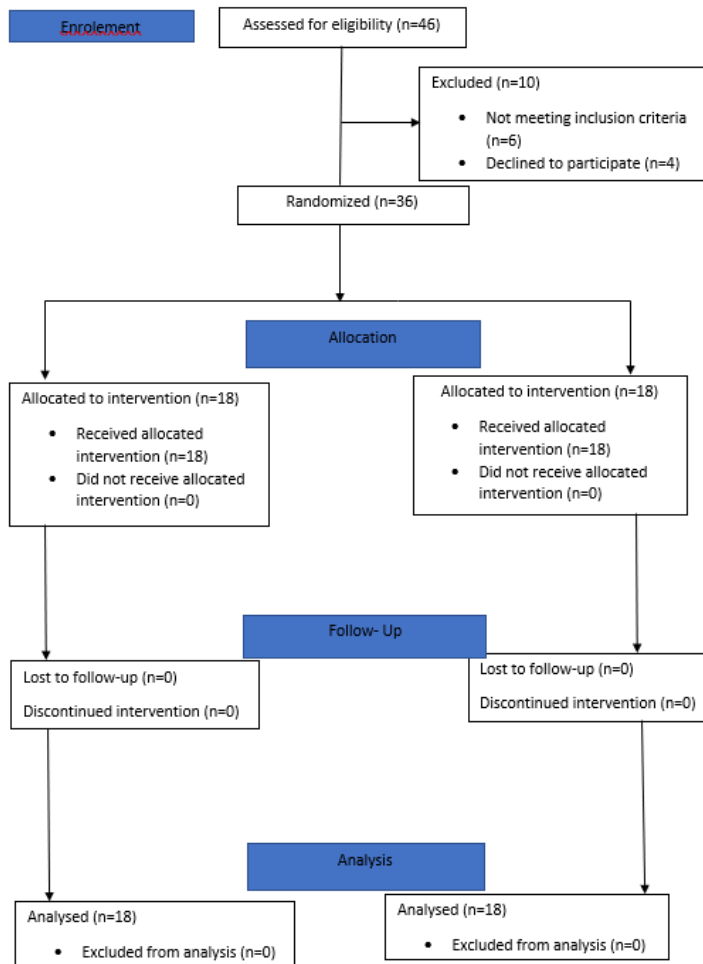 Enrolement
Assessed for eligibility (n=46)
Excluded (n=10)
• Not meeting inclusion criteria
(n=6)
• Declined to participate (n=4)
Randomized (n=36)
Allocation
Allocated to intervention (n=18)
• Received allocated
intervention (n=18)
• Did not receive allocated
intervention (n=0)
Allocated to intervention (n=18)
• Received allocated
intervention (n=18)
• Did not receive allocated
intervention (n=0)
Follow- Up
Lost to follow-up (n=0)
Discontinued intervention (n=0)
Lost to follow-up (n=0)
Discontinued intervention (n=0)
Analysis
Analysed (n=18)
• Excluded from analysis (n=0)
Analysed (n=18)
• Excluded from analysis (n=0)